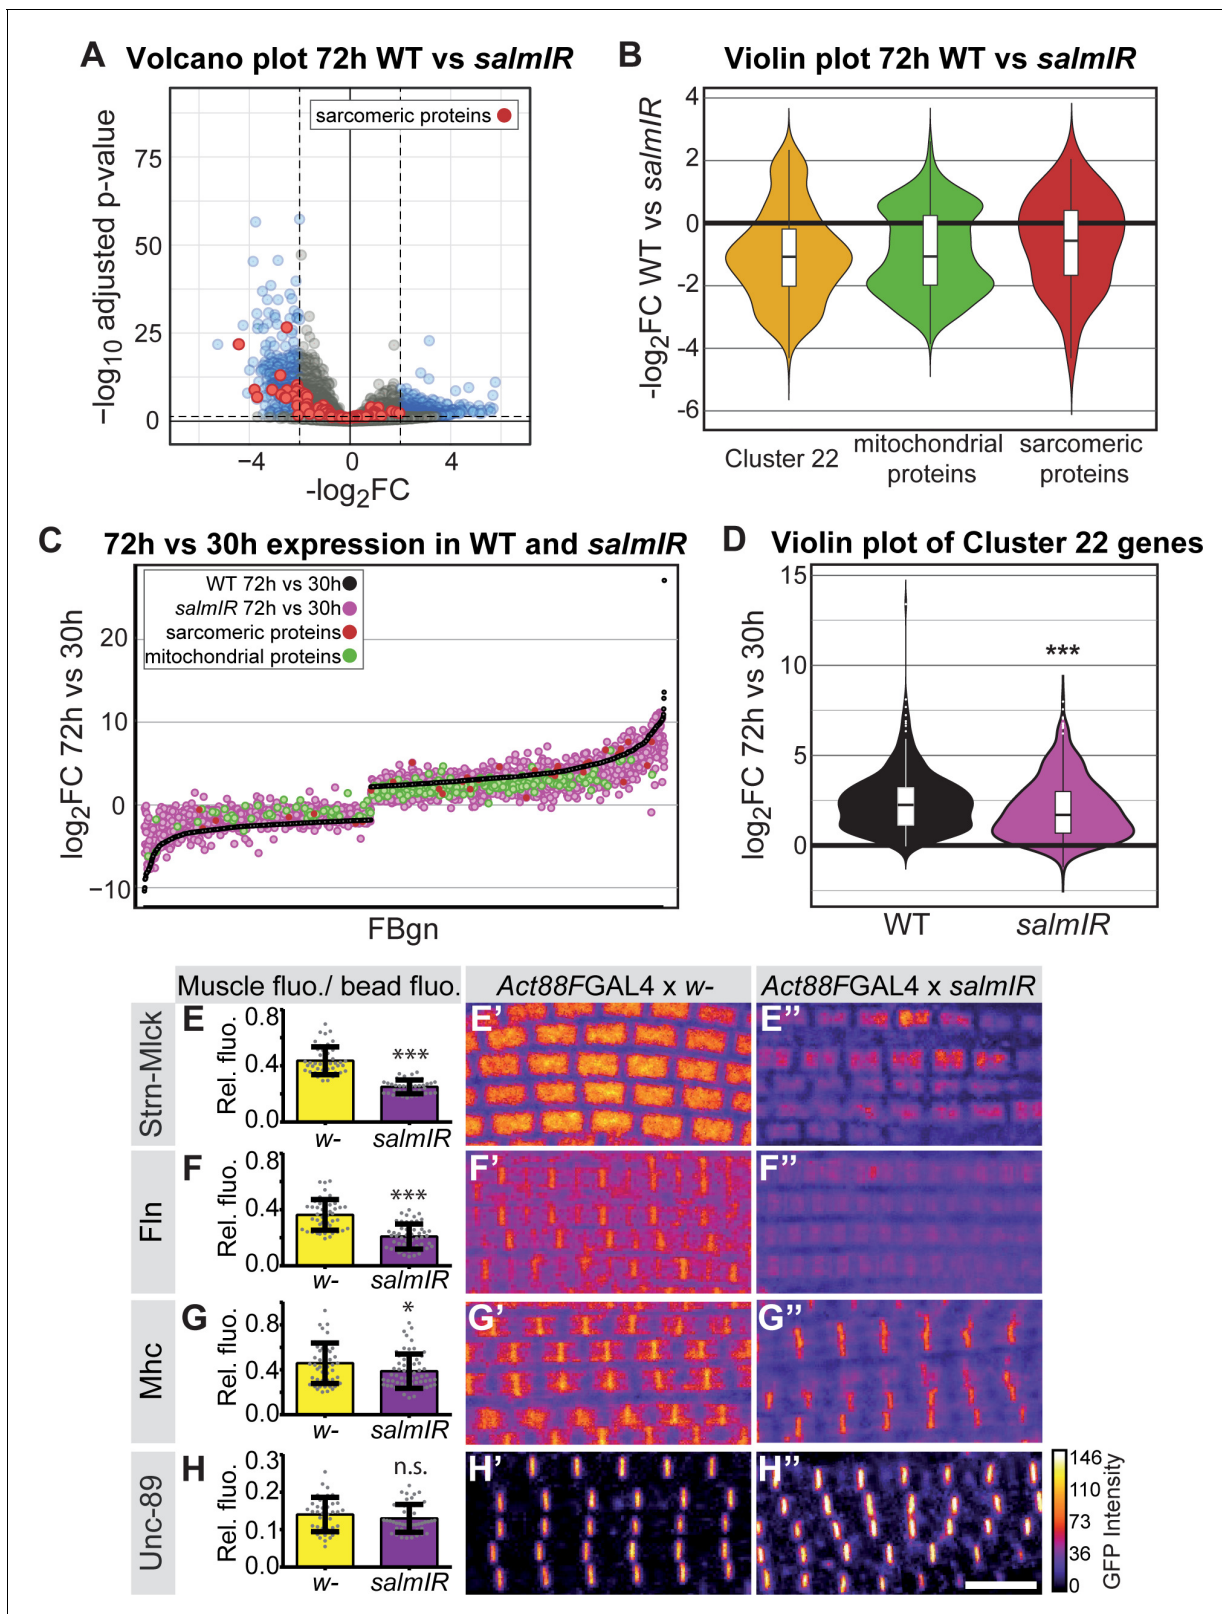 A Volcano plot 72h WT vs salmIR
sarcomeric proteins
−log10 adjusted p-value
75
50
25
0
−4
0
4
-log2FC
B Violin plot 72h WT vs salmIR
-log2FC WT vs salmIR
4
2
0
-2
-4
-6
Cluster 22
mitochondrial
proteins
sarcomeric
proteins
C 72h vs 30h expression in WT and salmIR
WT 72h vs 30h
salmIR 72h vs 30h
sarcomeric proteins
mitochondrial proteins
log2FC 72h vs 30h
20
10
0
−10
FBgn
D Violin plot of Cluster 22 genes
log2FC 72h vs 30h
15
10
5
0
***
WT
salmIR
Muscle fluo./ bead fluo.
Act88FGAL4 x w-
Act88FGAL4 x salmIR
Strn-Mlck
E
Rel. fluo.
0.8
0.4
0.0
***
w-
salmIR
E'
E''
Fln
F
Rel. fluo.
0.8
0.4
0.0
***
w-
salmIR
F'
F''
Mhc
G
Rel. fluo.
0.8
0.4
0.0
*
w-
salmIR
G'
G''
Unc-89
H
Rel. fluo.
0.3
0.2
0.1
0.0
n.s.
w-
salmIR
H'
H''
146
110
73
36
0
GFP Intensity